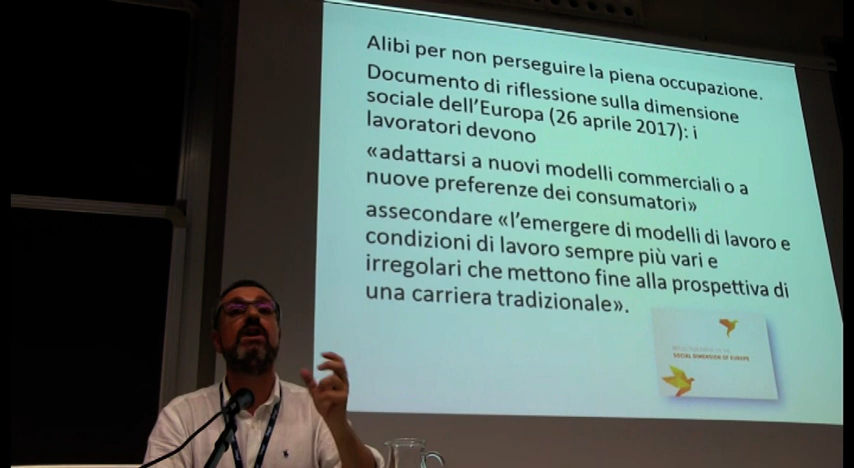 Alibi per non perseguire la piena occupazione.
Documento di riflessione sulla dimensione
sociale dell'Europa (26 aprile 2017): i
lavoratori devono
«adattarsi a nuovi modelli commerciali o a
nuove preferenze dei consumatori»
assecondare «l'emergere di modelli di lavoro e
condizioni di lavoro sempre più vari e
irregolari che mettono fine alla prospettiva di
una carriera tradizionale».
SOCIAL DIMENSION OF EUROPE